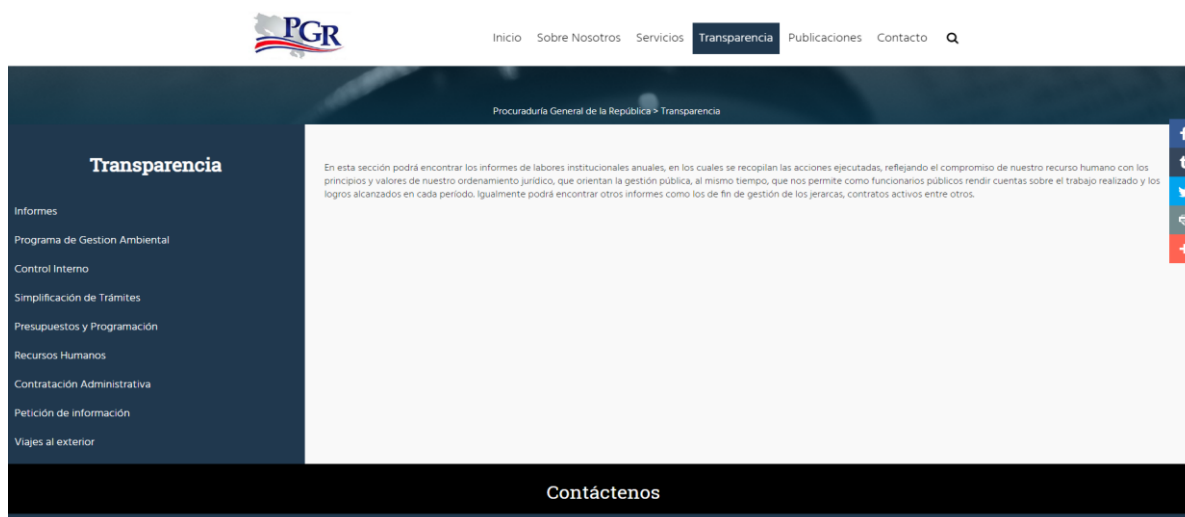 PGR
Inicio Sobre Nosotros Servicios Transparencia Publicaciones Contacto
Procuraduría General de la República > Transparencia
Transparencia
Informes
Programa de Gestion Ambiental
Control Interno
Simplificación de Trámites
Presupuestos y Programación
Recursos Humanos
Contratación Administrativa
Petición de información
Viajes al exterior
En esta sección podrá encontrar los informes de labores institucionales anuales, en los cuales se recopilan las acciones ejecutadas, reflejando el compromiso de nuestro recurso humano con los
principios y valores de nuestro ordenamiento jurídico, que orientan la gestión pública, al mismo tiempo, que nos permite como funcionarios públicos rendir cuentas sobre el trabajo realizado y los
logros alcanzados en cada período. Igualmente podrá encontrar otros informes como los de fin de gestión de los jerarcas, contratos activos entre otros.
Contáctenos